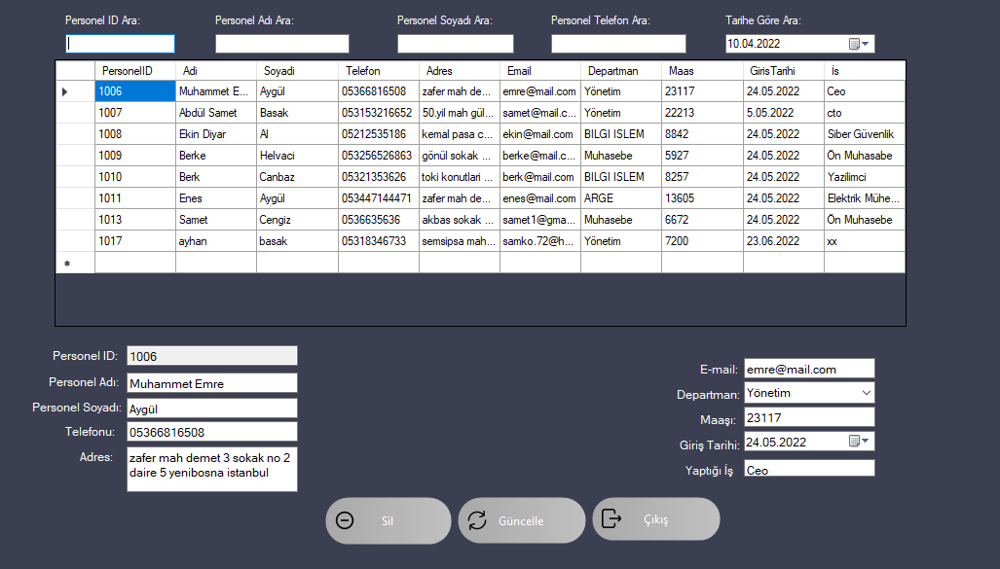 Personel ID Ara: Personel Adı Ara: Personel Soyadı Ara: Personel Telefon Ara: Tarihe Göre Ara:
10.04.2022
PersonelID Adi Soyadi Telefon Adres Email Departman Maas GirisTarihi İs
1006 Muhammet E... Aygül 05366816508 zafer mah de... emre@mail.com Yönetim 23117 24.05.2022 Ceo
1007 Abdül Samet Basak 053153216652 50.yil mah gül... samet@mail.c... Yönetim 22213 5.05.2022 cto
1008 Ekin Diyar Al 05212535186 kemal pasa c... ekin@mail.com BILGI ISLEM 8842 24.05.2022 Siber Güvenlik
1009 Berke Helvaci 053256526863 gönül sokak ... berke@mail.c... Muhasebe 5927 24.05.2022 Ön Muhasabe
1010 Berk Canbaz 05321353626 toki konutlari ... berk@mail.com BILGI ISLEM 8257 24.05.2022 Yazilimci
1011 Enes Aygül 053447144471 zafer mah de... enes@mail.com ARGE 13605 24.05.2022 Elektrik Mühe...
1013 Samet Cengiz 0536635636 akbas sokak ... samet1@gma... Muhasebe 6672 24.05.2022 Ön Muhasebe
1017 ayhan basak 05318346733 semsipsa mah... samko.72@h... Yönetim 7200 23.06.2022 xx
Personel ID: 1006
Personel Adı: Muhammet Emre
Personel Soyadı: Aygül
Telefonu: 05366816508
Adres: zafer mah demet 3 sokak no 2
daire 5 yenibosna istanbul
E-mail: emre@mail.com
Departman: Yönetim
Maaşı: 23117
Giriş Tarihi: 24.05.2022
Yaptığı İş Ceo
Sil Güncelle Çıkış